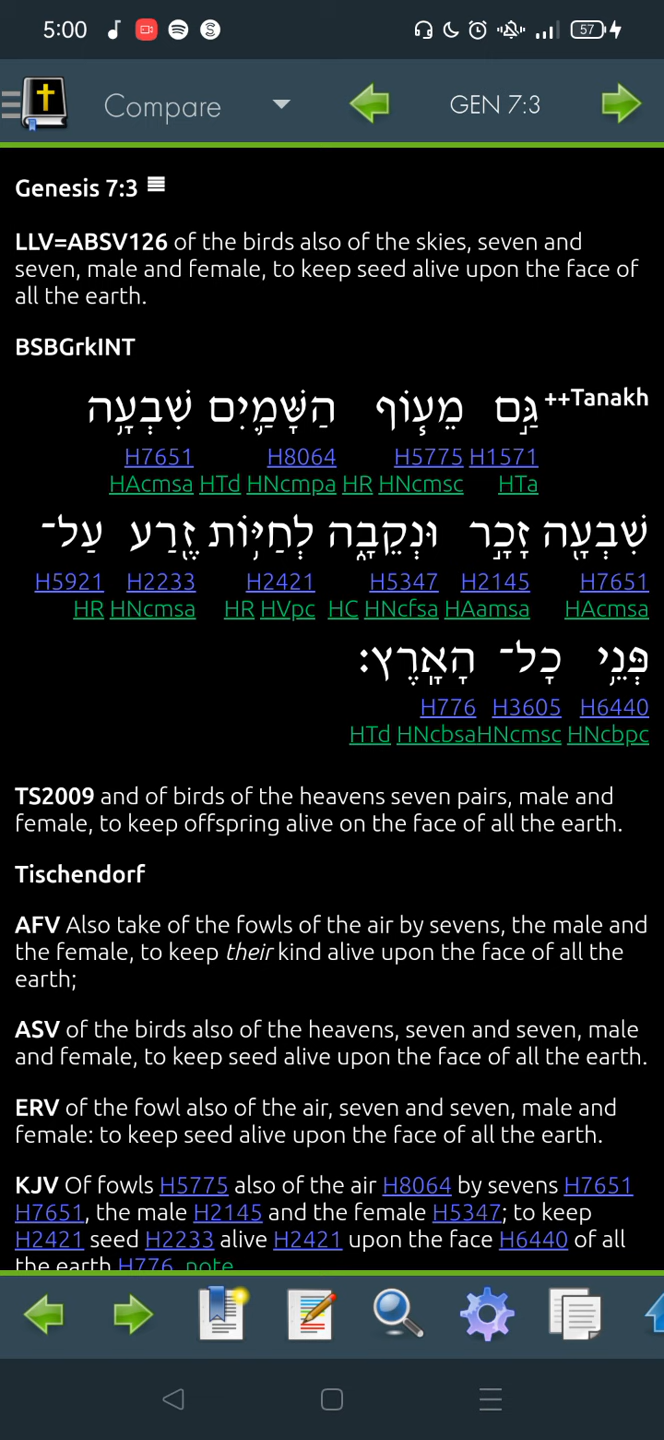 5:00
57
Compare
GEN 7:3
Genesis 7:3
LLV=ABSV126 of the birds also of the skies, seven and
seven, male and female, to keep seed alive upon the face of
all the earth.
BSBGrkINT
++Tanakh גַּ֣ם מֵע֧וֹף הַשָּׁמַ֛יִם שִׁבְעָ֥ה
H7651 H8064 H5775 H1571
HAcmsa HTd HNcmpa HR HNcmsc HTa
שִׁבְעָ֖ה זָכָ֣ר וּנְקֵבָ֑ה לְחַיּ֥וֹת זֶ֖רַע עַל־
H5921 H2233 H2421 H5347 H2145 H7651
HR HNcmsa HR HVpc HC HNcfsa HAamsa HAcmsa
פְּנֵ֥י כָל־ הָאָֽרֶץ׃
H776 H3605 H6440
HTd HNcbsaHNcmsc HNcbpc
TS2009 and of birds of the heavens seven pairs, male and
female, to keep offspring alive on the face of all the earth.
Tischendorf
AFV Also take of the fowls of the air by sevens, the male and
the female, to keep their kind alive upon the face of all the
earth;
ASV of the birds also of the heavens, seven and seven, male
and female, to keep seed alive upon the face of all the earth.
ERV of the fowl also of the air, seven and seven, male and
female: to keep seed alive upon the face of all the earth.
KJV Of fowls H5775 also of the air H8064 by sevens H7651
H7651, the male H2145 and the female H5347; to keep
H2421 seed H2233 alive H2421 upon the face H6440 of all
the earth H776. note